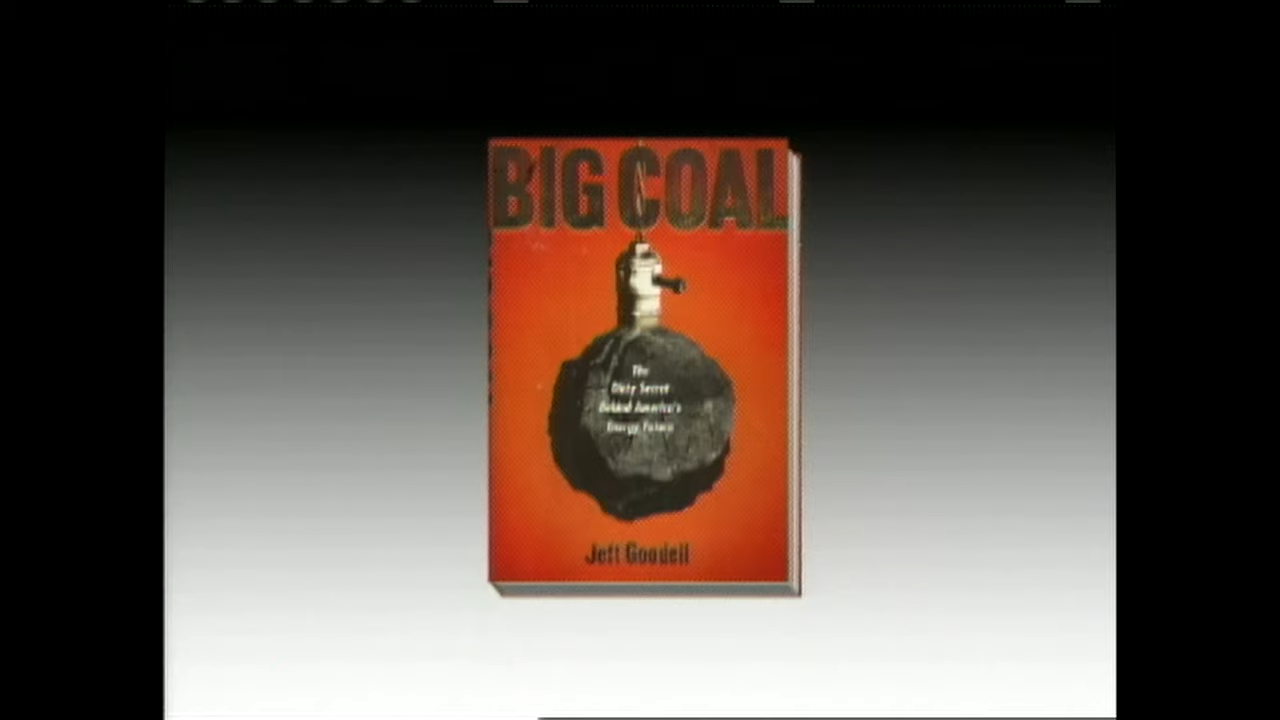 BIG COAL
The
Dirty Secret
Behind America's
Energy Future
Jeff Goodell